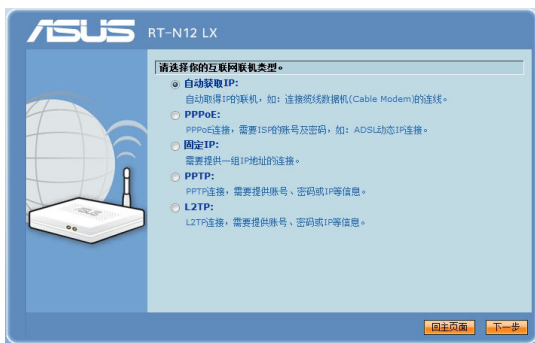 ASUS RT-N12 LX
请选择你的互联网联机类型。
自动获取IP:
自动取得IP的联机，如：连接缆线数据机(Cable Modem)的连线。
PPPoE:
PPPoE连接，需要ISP的账号及密码，如：ADSL动态IP连接。
固定IP:
需要提供一组IP地址的连接。
PPTP:
PPTP连接，需要提供账号、密码或IP等信息。
L2TP:
L2TP连接，需要提供账号、密码或IP等信息。
ASUS
回主页面 下一步